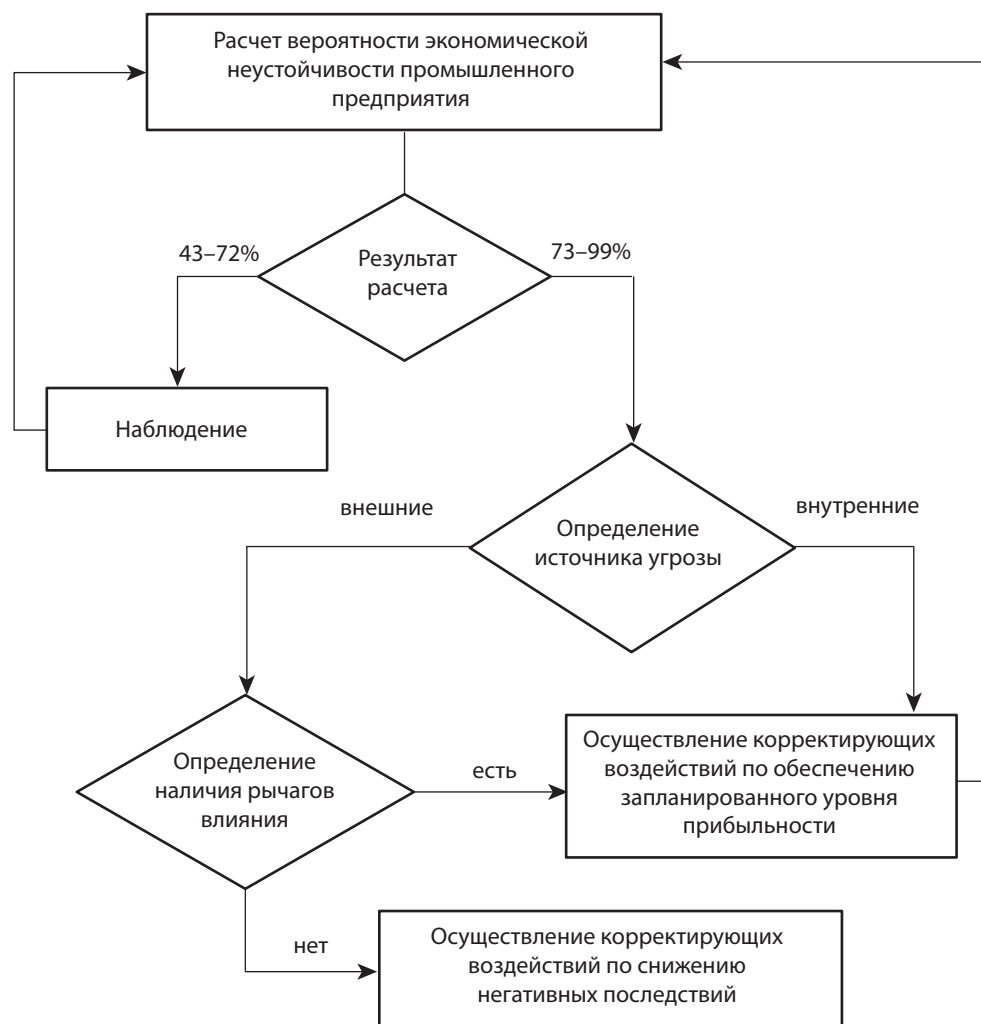 Расчет вероятности экономической
неустойчивости промышленного
предприятия
43–72%
73–99%
Результат
расчета
Наблюдение
внешние
внутренние
Определение
источника угрозы
Определение
наличия рычагов
влияния
есть
Осуществление корректирующих
воздействий по обеспечению
запланированного уровня
прибыльности
нет
Осуществление корректирующих
воздействий по снижению
негативных последствий